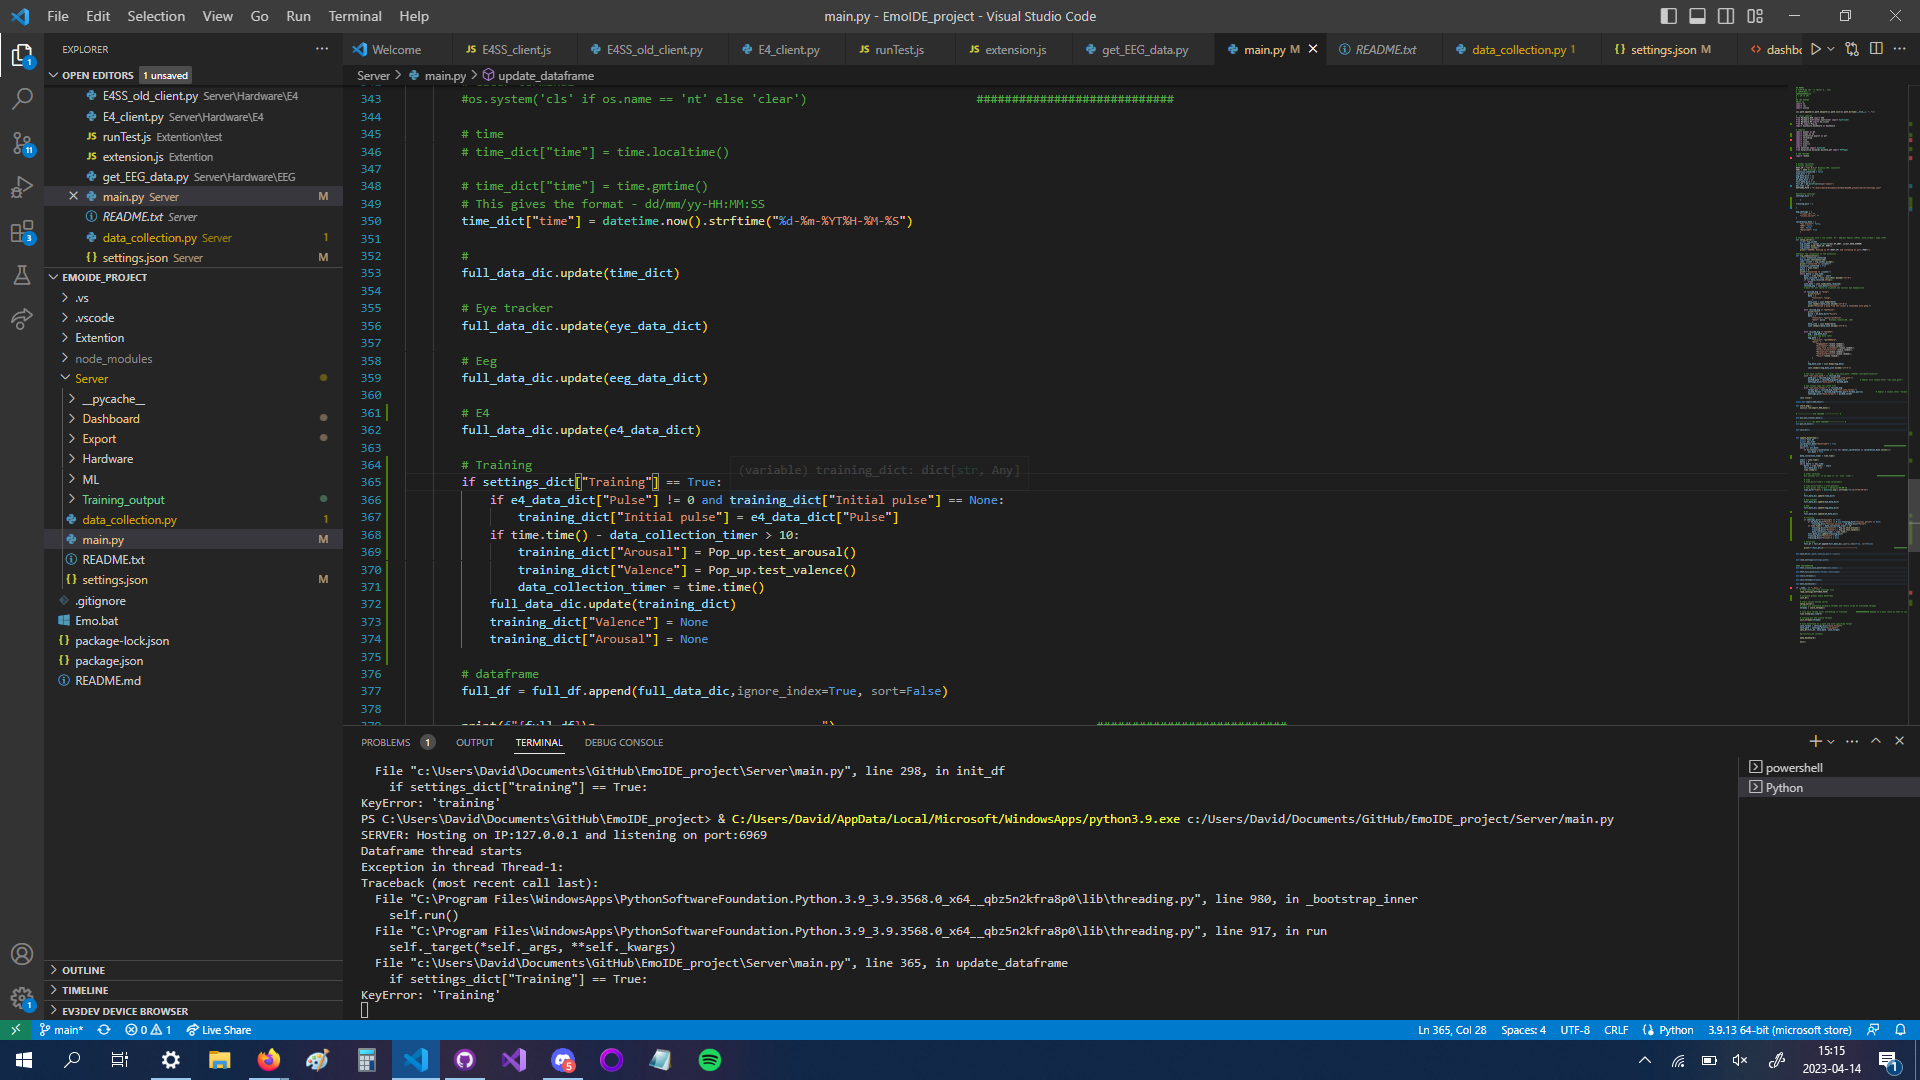 File Edit Selection View Go Run Terminal Help
main.py - EmoIDE_project - Visual Studio Code
EXPLORER
Welcome
E4SS_client.js
E4SS_old_client.py
E4_client.py
runTest.js
extension.js
get_EEG_data.py
main.py M
README.txt
data_collection.py 1
settings.json M
dashbo
OPEN EDITORS 1 unsaved
E4SS_old_client.py Server\Hardware\E4
E4_client.py Server\Hardware\E4
runTest.js Extention\test
extension.js Extention
get_EEG_data.py Server\Hardware\EEG
main.py Server M
README.txt Server
data_collection.py Server 1
settings.json Server M
EMOIDE_PROJECT
.vs
.vscode
Extention
node_modules
Server
__pycache__
Dashboard
Export
Hardware
ML
Training_output
data_collection.py 1
main.py M
README.txt
settings.json M
.gitignore
Emo.bat
package-lock.json
package.json
README.md
OUTLINE
TIMELINE
EV3DEV DEVICE BROWSER
Server > main.py > update_dataframe
343 #os.system('cls' if os.name == 'nt' else 'clear') ############################
344
345 # time
346 # time_dict["time"] = time.localtime()
347
348 # time_dict["time"] = time.gmtime()
349 # This gives the format - dd/mm/yy-HH:MM:SS
350 time_dict["time"] = datetime.now().strftime("%d-%m-%YT%H-%M-%S")
351
352 #
353 full_data_dic.update(time_dict)
354
355 # Eye tracker
356 full_data_dic.update(eye_data_dict)
357
358 # Eeg
359 full_data_dic.update(eeg_data_dict)
360
361 # E4
362 full_data_dic.update(e4_data_dict)
363
364 # Training
(variable) training_dict: dict[str, Any]
365 if settings_dict["Training"] == True:
366 if e4_data_dict["Pulse"] != 0 and training_dict["Initial pulse"] == None:
367 training_dict["Initial pulse"] = e4_data_dict["Pulse"]
368 if time.time() - data_collection_timer > 10:
369 training_dict["Arousal"] = Pop_up.test_arousal()
370 training_dict["Valence"] = Pop_up.test_valence()
371 data_collection_timer = time.time()
372 full_data_dic.update(training_dict)
373 training_dict["Valence"] = None
374 training_dict["Arousal"] = None
375
376 # dataframe
377 full_df = full_df.append(full_data_dic,ignore_index=True, sort=False)
378
PROBLEMS 1 OUTPUT TERMINAL DEBUG CONSOLE
File "c:\Users\David\Documents\GitHub\EmoIDE_project\Server\main.py", line 298, in init_df
if settings_dict["training"] == True:
KeyError: 'training'
PS C:\Users\David\Documents\GitHub\EmoIDE_project> & C:/Users/David/AppData/Local/Microsoft/WindowsApps/python3.9.exe c:/Users/David/Documents/GitHub/EmoIDE_project/Server/main.py
SERVER: Hosting on IP:127.0.0.1 and listening on port:6969
Dataframe thread starts
Exception in thread Thread-1:
Traceback (most recent call last):
File "C:\Program Files\WindowsApps\PythonSoftwareFoundation.Python.3.9_3.9.3568.0_x64__qbz5n2kfra8p0\lib\threading.py", line 980, in _bootstrap_inner
self.run()
File "C:\Program Files\WindowsApps\PythonSoftwareFoundation.Python.3.9_3.9.3568.0_x64__qbz5n2kfra8p0\lib\threading.py", line 917, in run
self._target(*self._args, **self._kwargs)
File "c:\Users\David\Documents\GitHub\EmoIDE_project\Server\main.py", line 365, in update_dataframe
if settings_dict["Training"] == True:
KeyError: 'Training'
powershell
Python
main* 0 1 Live Share
Ln 365, Col 28 Spaces: 4 UTF-8 CRLF Python 3.9.13 64-bit (microsoft store)
15:15
2023-04-14